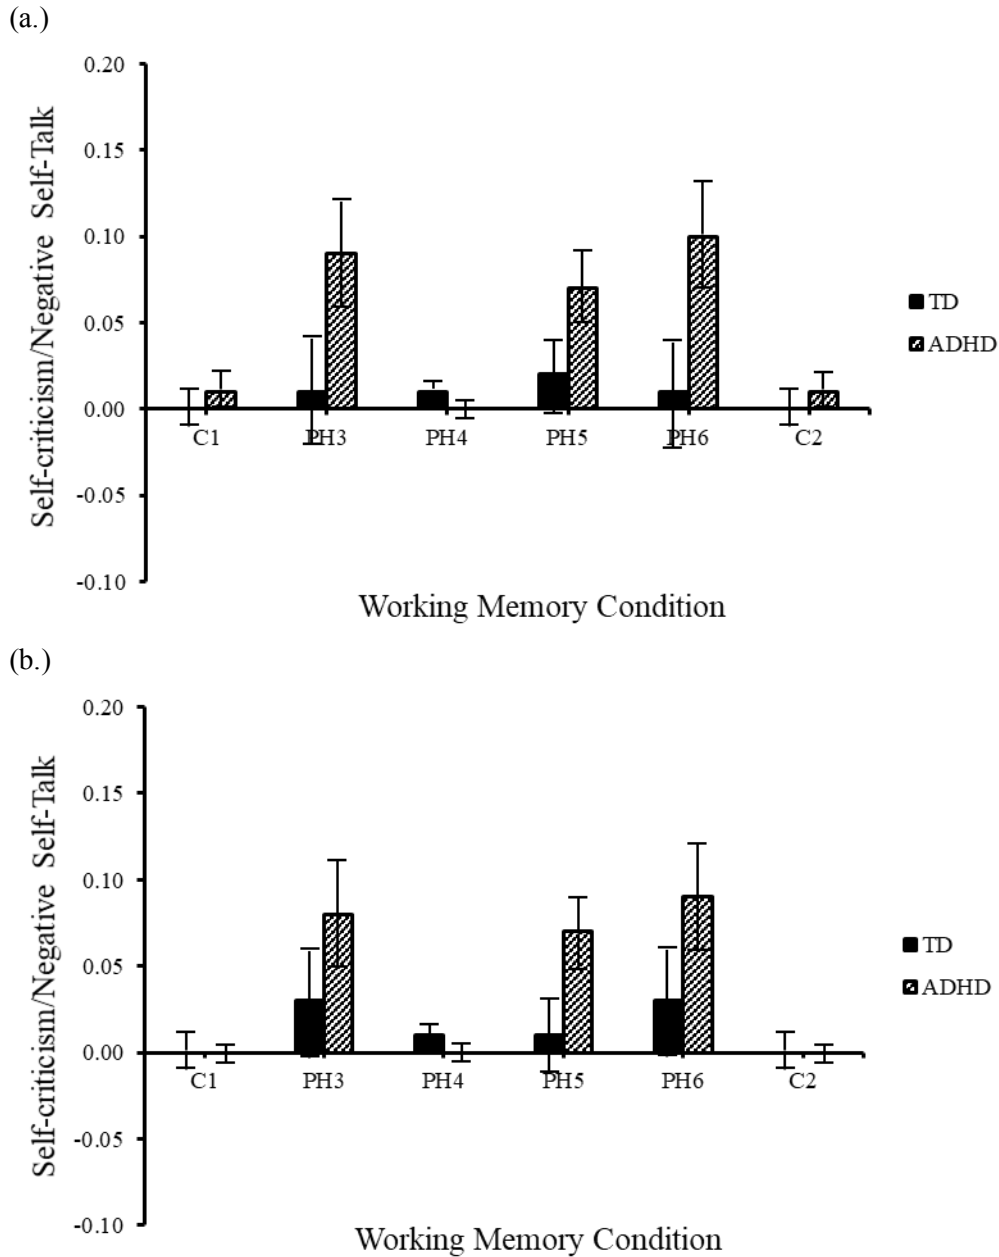 (a.)
0.20
0.15
0.10
0.05
0.00
-0.05
-0.10
Self-criticism/Negative Self-Talk
C1 PH3 PH4 PH5 PH6 C2
Working Memory Condition
TD
ADHD
(b.)
0.20
0.15
0.10
0.05
0.00
-0.05
-0.10
Self-criticism/Negative Self-Talk
C1 PH3 PH4 PH5 PH6 C2
Working Memory Condition
TD
ADHD